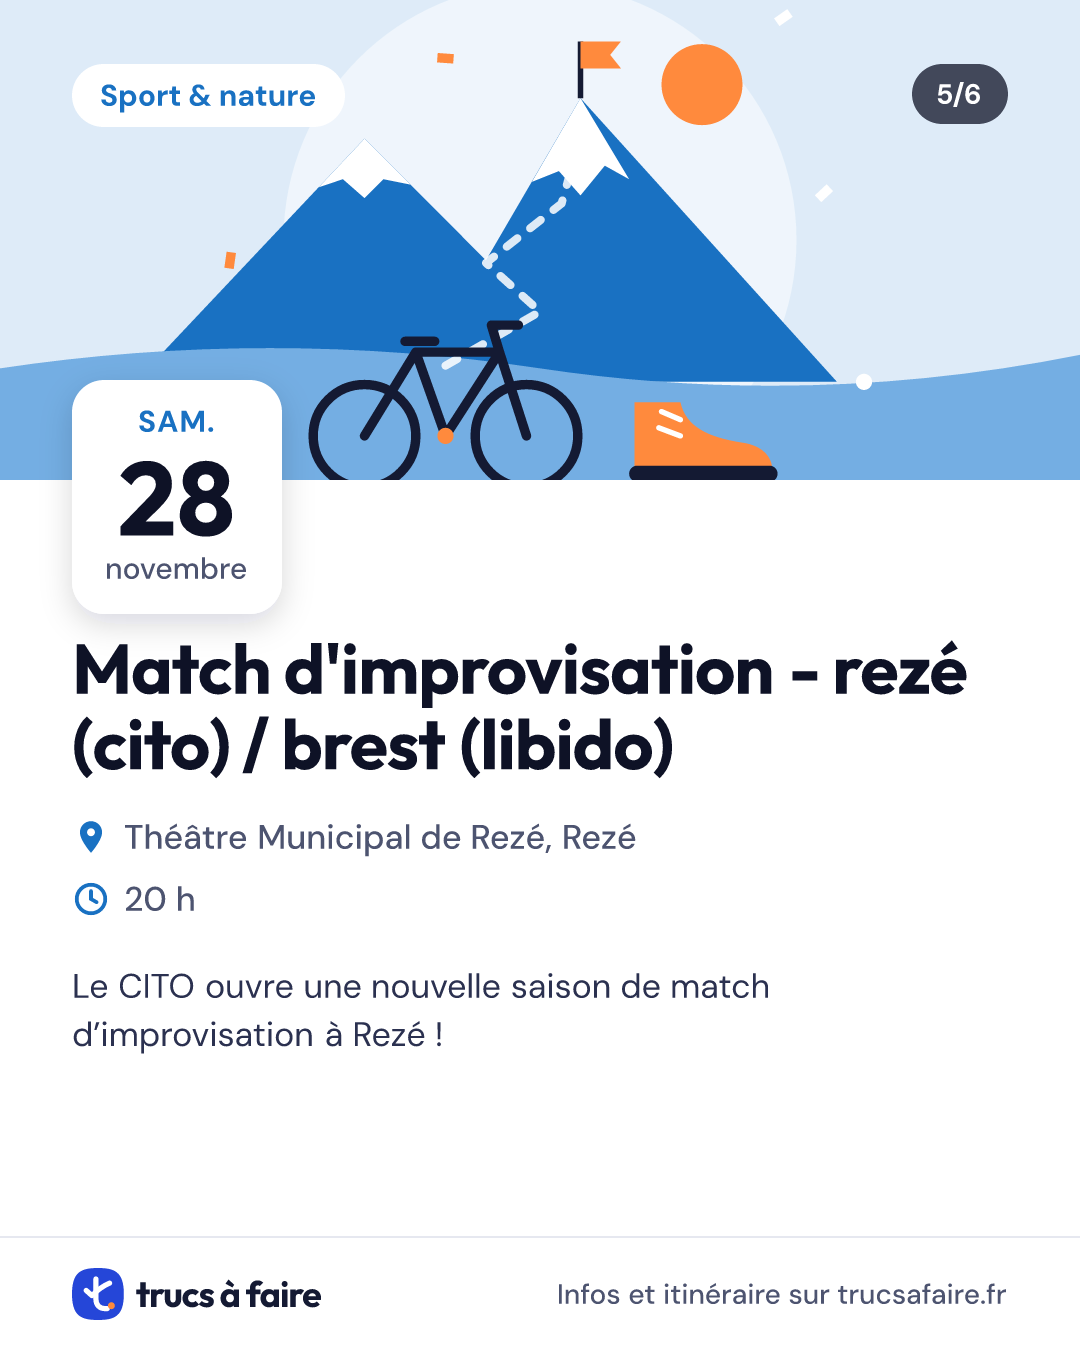 Sport & nature
5/6
SAM.
28
novembre
Match d'improvisation - rezé
(cito) / brest (libido)
Théâtre Municipal de Rezé, Rezé
20 h
Le CITO ouvre une nouvelle saison de match
d’improvisation à Rezé !
trucs à faire
Infos et itinéraire sur trucsafaire.fr